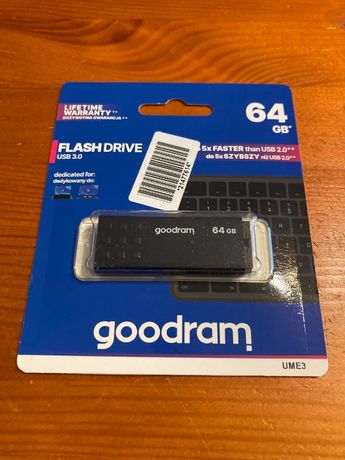 LIFETIME
WARRANTY**
DOŻYWOTNIA GWARANCJA**
64
GB*
FLASH DRIVE
USB 3.0
5x FASTER than USB 2.0**
do 5x SZYBSZY niż USB 2.0**
dedicated for:
dedykowany do:
*2477614*
goodram
64 GB
goodram
UME3